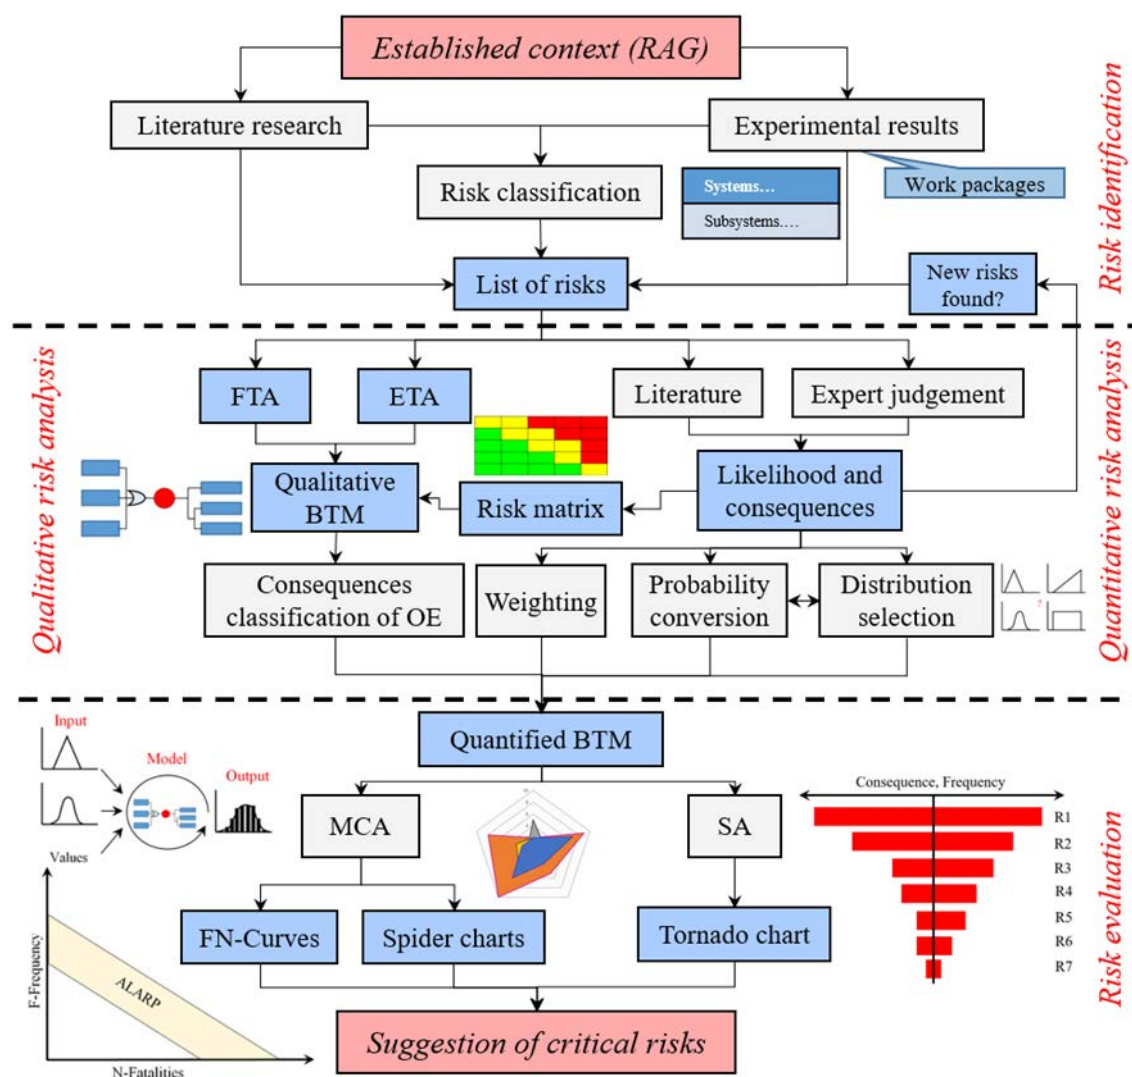 Established context (RAG)
Literature research
Experimental results
Risk identification
Risk classification
Systems...
Subsystems....
Work packages
List of risks
New risks
found?
Qualitative risk analysis
Quantitative risk analysis
FTA
ETA
Literature
Expert judgement
Qualitative
BTM
Risk matrix
Likelihood and
consequences
Consequences
classification of OE
Weighting
Probability
conversion
Distribution
selection
?
Quantified BTM
Input
Model
Output
Values
MCA
SA
Consequence, Frequency
R1
R2
R3
R4
R5
R6
R7
Risk evaluation
FN-Curves
Spider charts
Tornado chart
F-Frequency
ALARP
N-Fatalities
Suggestion of critical risks